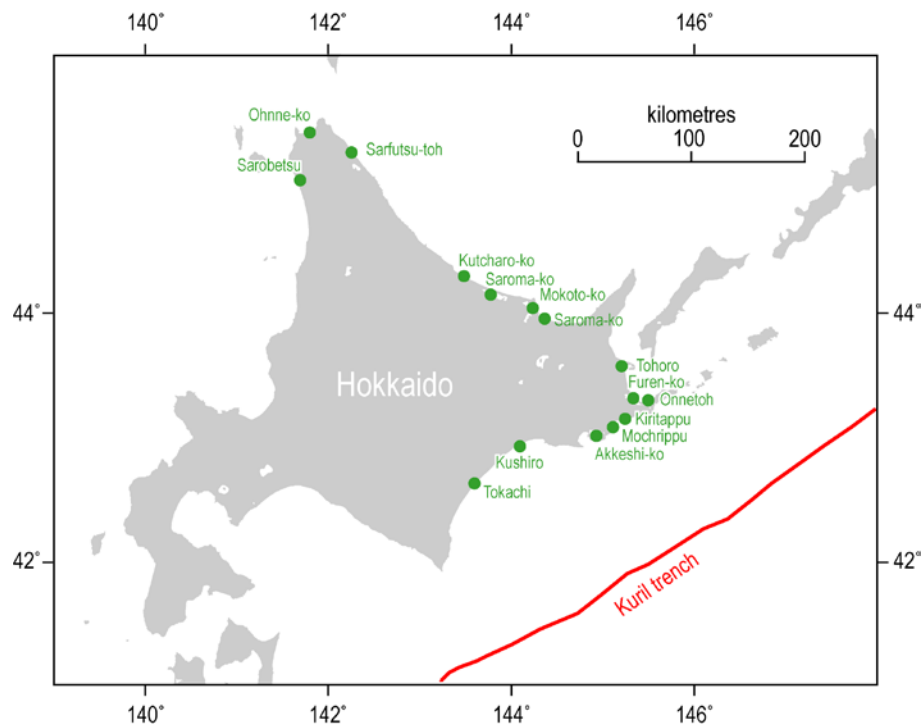 140° 142° 144° 146°
kilometres
0 100 200
Ohnne-ko
Sarfutsu-toh
Sarobetsu
Kutcharo-ko
Saroma-ko
Mokoto-ko
44° 44°
Saroma-ko
Tohoro
Furen-ko
Hokkaido
Onnetoh
Kiritappu
Mochrippu
Akkeshi-ko
Kushiro
Tokachi
42° 42°
Kuril trench
140° 142° 144° 146°